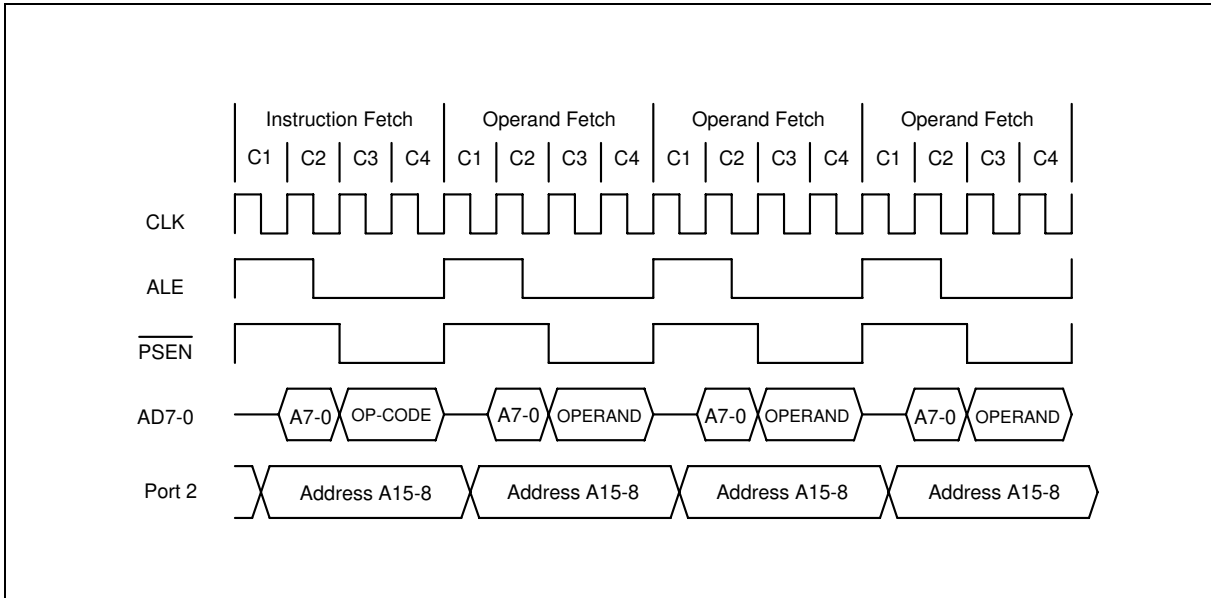 Instruction Fetch Operand Fetch Operand Fetch Operand Fetch
C1 C2 C3 C4 C1 C2 C3 C4 C1 C2 C3 C4 C1 C2 C3 C4
CLK
ALE
PSEN
AD7-0 A7-0 OP-CODE A7-0 OPERAND A7-0 OPERAND A7-0 OPERAND
Port 2 Address A15-8 Address A15-8 Address A15-8 Address A15-8